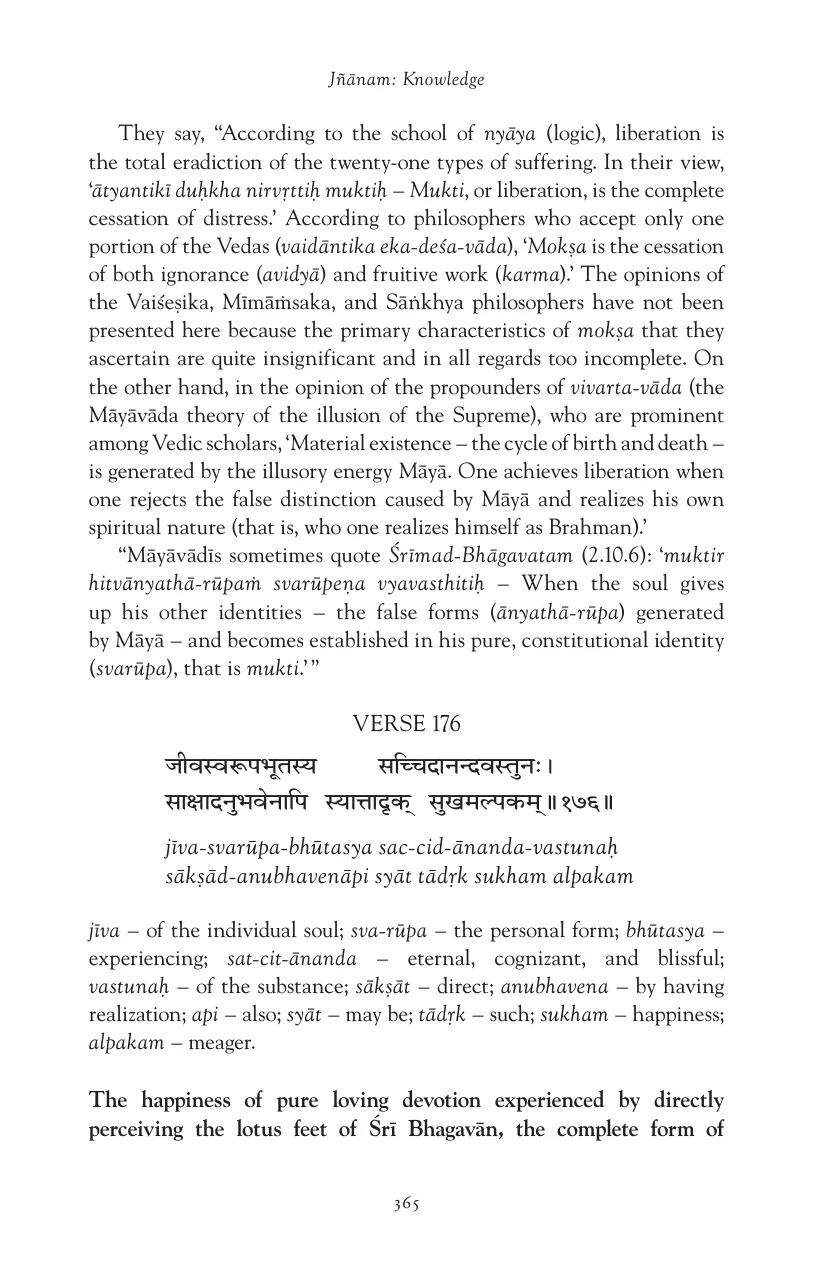 Jñānam: Knowledge
They say, “According to the school of nyāya (logic), liberation is
the total eradiction of the twenty-one types of suffering. In their view,
‘ātyantikī duḥkha nirvṛttiḥ muktiḥ – Mukti, or liberation, is the complete
cessation of distress.’ According to philosophers who accept only one
portion of the Vedas (vaidāntika eka-deśa-vāda), ‘Mokṣa is the cessation
of both ignorance (avidyā) and fruitive work (karma).’ The opinions of
the Vaiśeṣika, Mīmāṁsaka, and Sāṅkhya philosophers have not been
presented here because the primary characteristics of mokṣa that they
ascertain are quite insignificant and in all regards too incomplete. On
the other hand, in the opinion of the propounders of vivarta-vāda (the
Māyāvāda theory of the illusion of the Supreme), who are prominent
among Vedic scholars, ‘Material existence – the cycle of birth and death –
is generated by the illusory energy Māyā. One achieves liberation when
one rejects the false distinction caused by Māyā and realizes his own
spiritual nature (that is, who one realizes himself as Brahman).’
“Māyāvādīs sometimes quote Śrīmad-Bhāgavatam (2.10.6): ‘muktir
hitvānyathā-rūpaṁ svarūpeṇa vyavasthitiḥ – When the soul gives
up his other identities – the false forms (ānyathā-rūpa) generated
by Māyā – and becomes established in his pure, constitutional identity
(svarūpa), that is mukti.’”
VERSE 176
जीवस्वरूपभूतस्य सच्चिदानन्दवस्तुनः ।
साक्षादनुभवेनापि स्यात्तादृक् सुखमल्पकम् ॥ १७६ ॥
jīva-svarūpa-bhūtasya sac-cid-ānanda-vastunaḥ
sākṣād-anubhavenāpi syāt tādṛk sukham alpakam
jīva – of the individual soul; sva-rūpa – the personal form; bhūtasya –
experiencing; sat-cit-ānanda – eternal, cognizant, and blissful;
vastunaḥ – of the substance; sākṣāt – direct; anubhavena – by having
realization; api – also; syāt – may be; tādṛk – such; sukham – happiness;
alpakam – meager.
The happiness of pure loving devotion experienced by directly
perceiving the lotus feet of Śrī Bhagavān, the complete form of
365